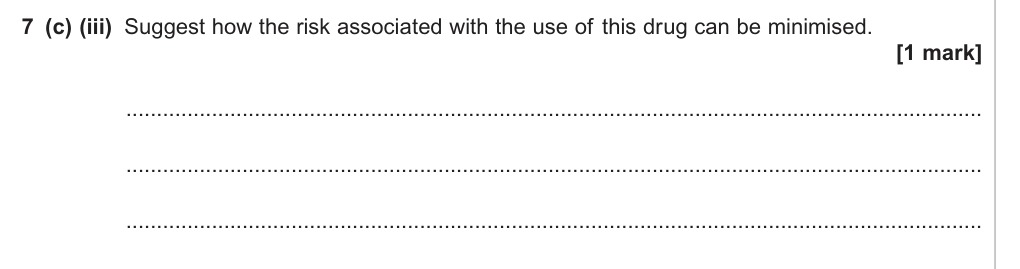 7 (c) (iii) Suggest how the risk associated with the use of this drug can be minimised.
[1 mark]